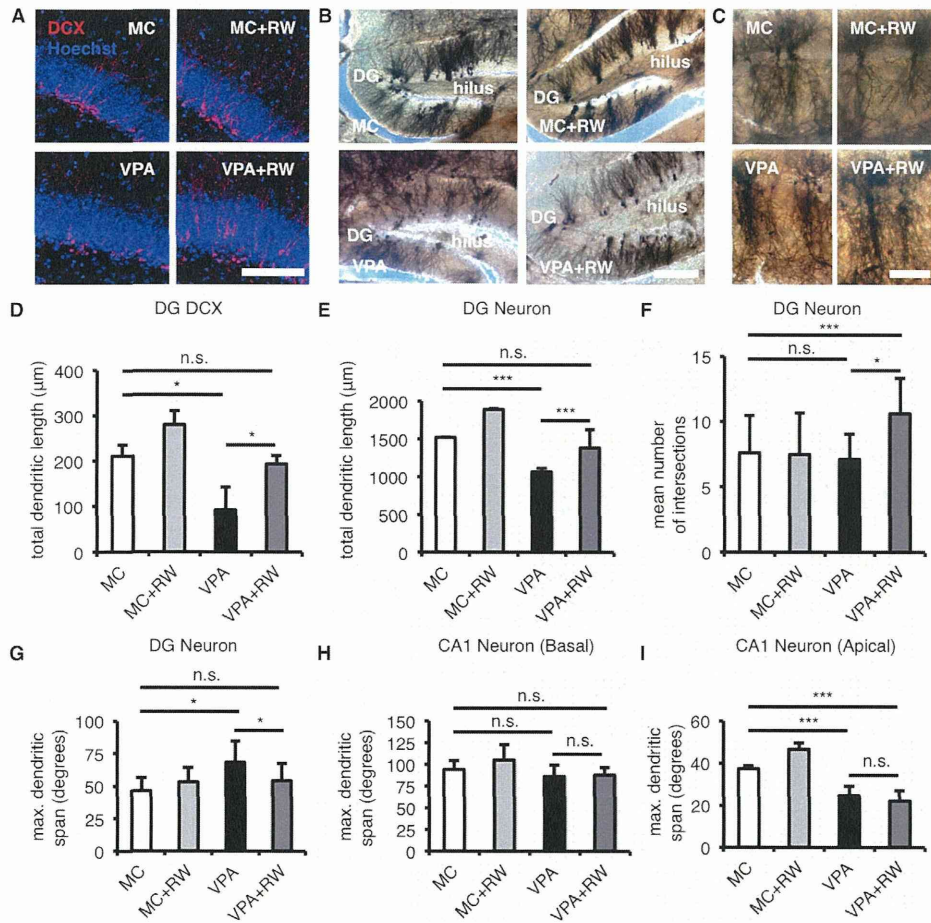 A
DCX
Hoechst
MC
MC+RW
VPA
VPA+RW
B
DG
hilus
MC
DG
hilus
MC+RW
DG
hilus
VPA
DG
hilus
VPA+RW
C
MC
MC+RW
VPA
VPA+RW
D
DG DCX
n.s.
*
*
total dendritic length (µm)
400
300
200
100
0
MC
MC+RW
VPA
VPA+RW
E
DG Neuron
n.s.
***
***
total dendritic length (µm)
2000
1500
1000
500
0
MC
MC+RW
VPA
VPA+RW
F
DG Neuron
***
n.s.
*
mean number
of intersections
15
10
5
0
MC
MC+RW
VPA
VPA+RW
G
DG Neuron
n.s.
*
*
max. dendritic
span (degrees)
100
75
50
25
0
MC
MC+RW
VPA
VPA+RW
H
CA1 Neuron (Basal)
n.s.
n.s.
n.s.
max. dendritic
span (degrees)
150
125
100
75
50
25
0
MC
MC+RW
VPA
VPA+RW
I
CA1 Neuron (Apical)
***
***
n.s.
max. dendritic
span (degrees)
60
40
20
0
MC
MC+RW
VPA
VPA+RW